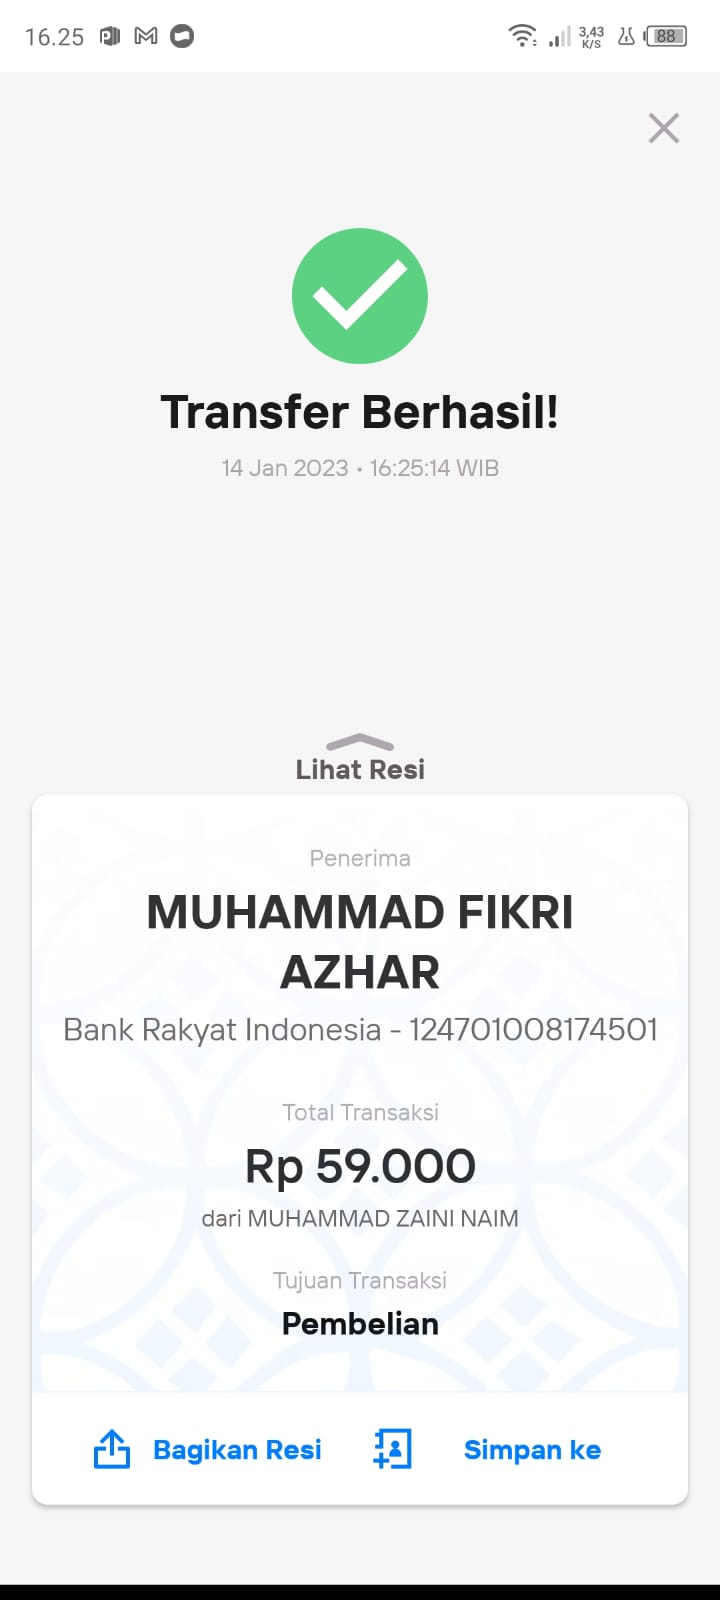 16.25
3,43
K/S
88
Transfer Berhasil!
14 Jan 2023 • 16:25:14 WIB
Lihat Resi
Penerima
MUHAMMAD FIKRI
AZHAR
Bank Rakyat Indonesia - 124701008174501
Total Transaksi
Rp 59.000
dari MUHAMMAD ZAINI NAIM
Tujuan Transaksi
Pembelian
Bagikan Resi
Simpan ke